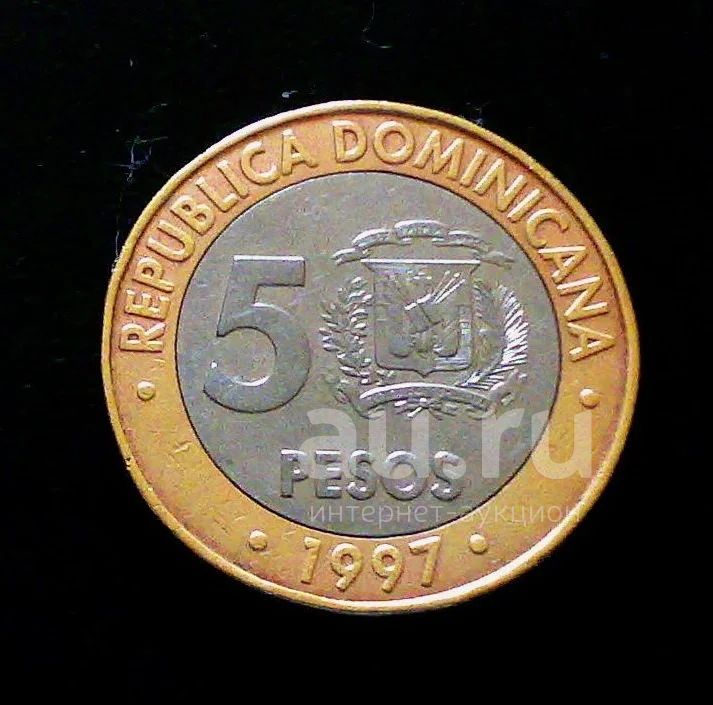 REPUBLICA DOMINICANA
5
PESOS
• 1997 •
au.ru
интернет-аукцион